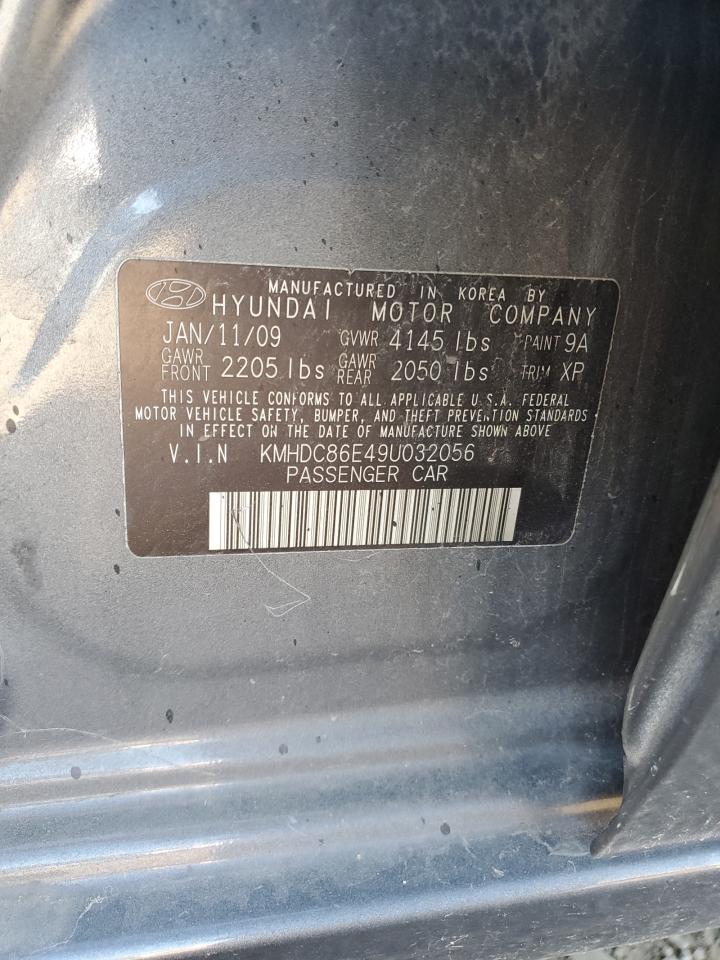 MANUFACTURED IN KOREA BY
HYUNDAI MOTOR COMPANY
JAN/11/09 GVWR 4145 lbs PAINT 9A
GAWR FRONT 2205 lbs GAWR REAR 2050 lbs TRIM XP
THIS VEHICLE CONFORMS TO ALL APPLICABLE U.S.A. FEDERAL
MOTOR VEHICLE SAFETY, BUMPER, AND THEFT PREVENTION STANDARDS
IN EFFECT ON THE DATE OF MANUFACTURE SHOWN ABOVE
V.I.N KMHDC86E49U032056
PASSENGER CAR